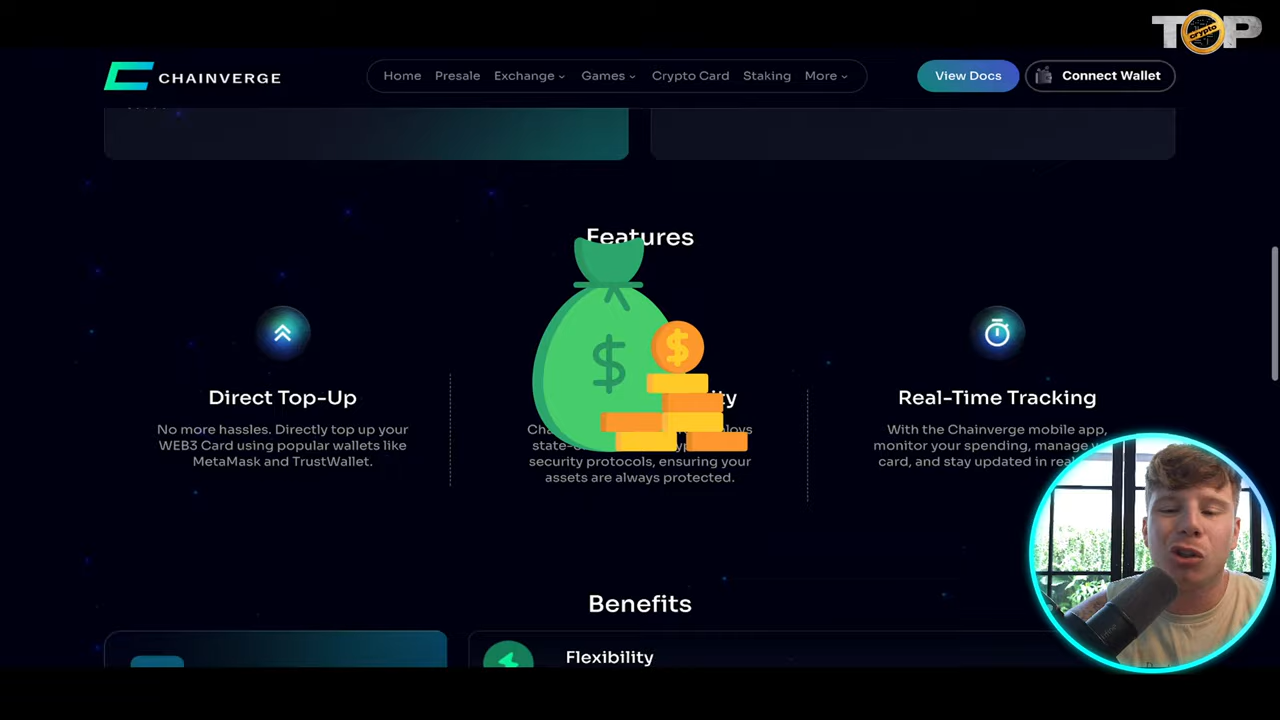 TOP
crypto
CHAINVERGE
Home Presale Exchange Games Crypto Card Staking More
View Docs
Connect Wallet
Features
Direct Top-Up
No more hassles. Directly top up your
WEB3 Card using popular wallets like
MetaMask and TrustWallet.
security protocols, ensuring your
assets are always protected.
Real-Time Tracking
With the Chainverge mobile app,
monitor your spending, manage
card, and stay updated in
Benefits
Flexibility